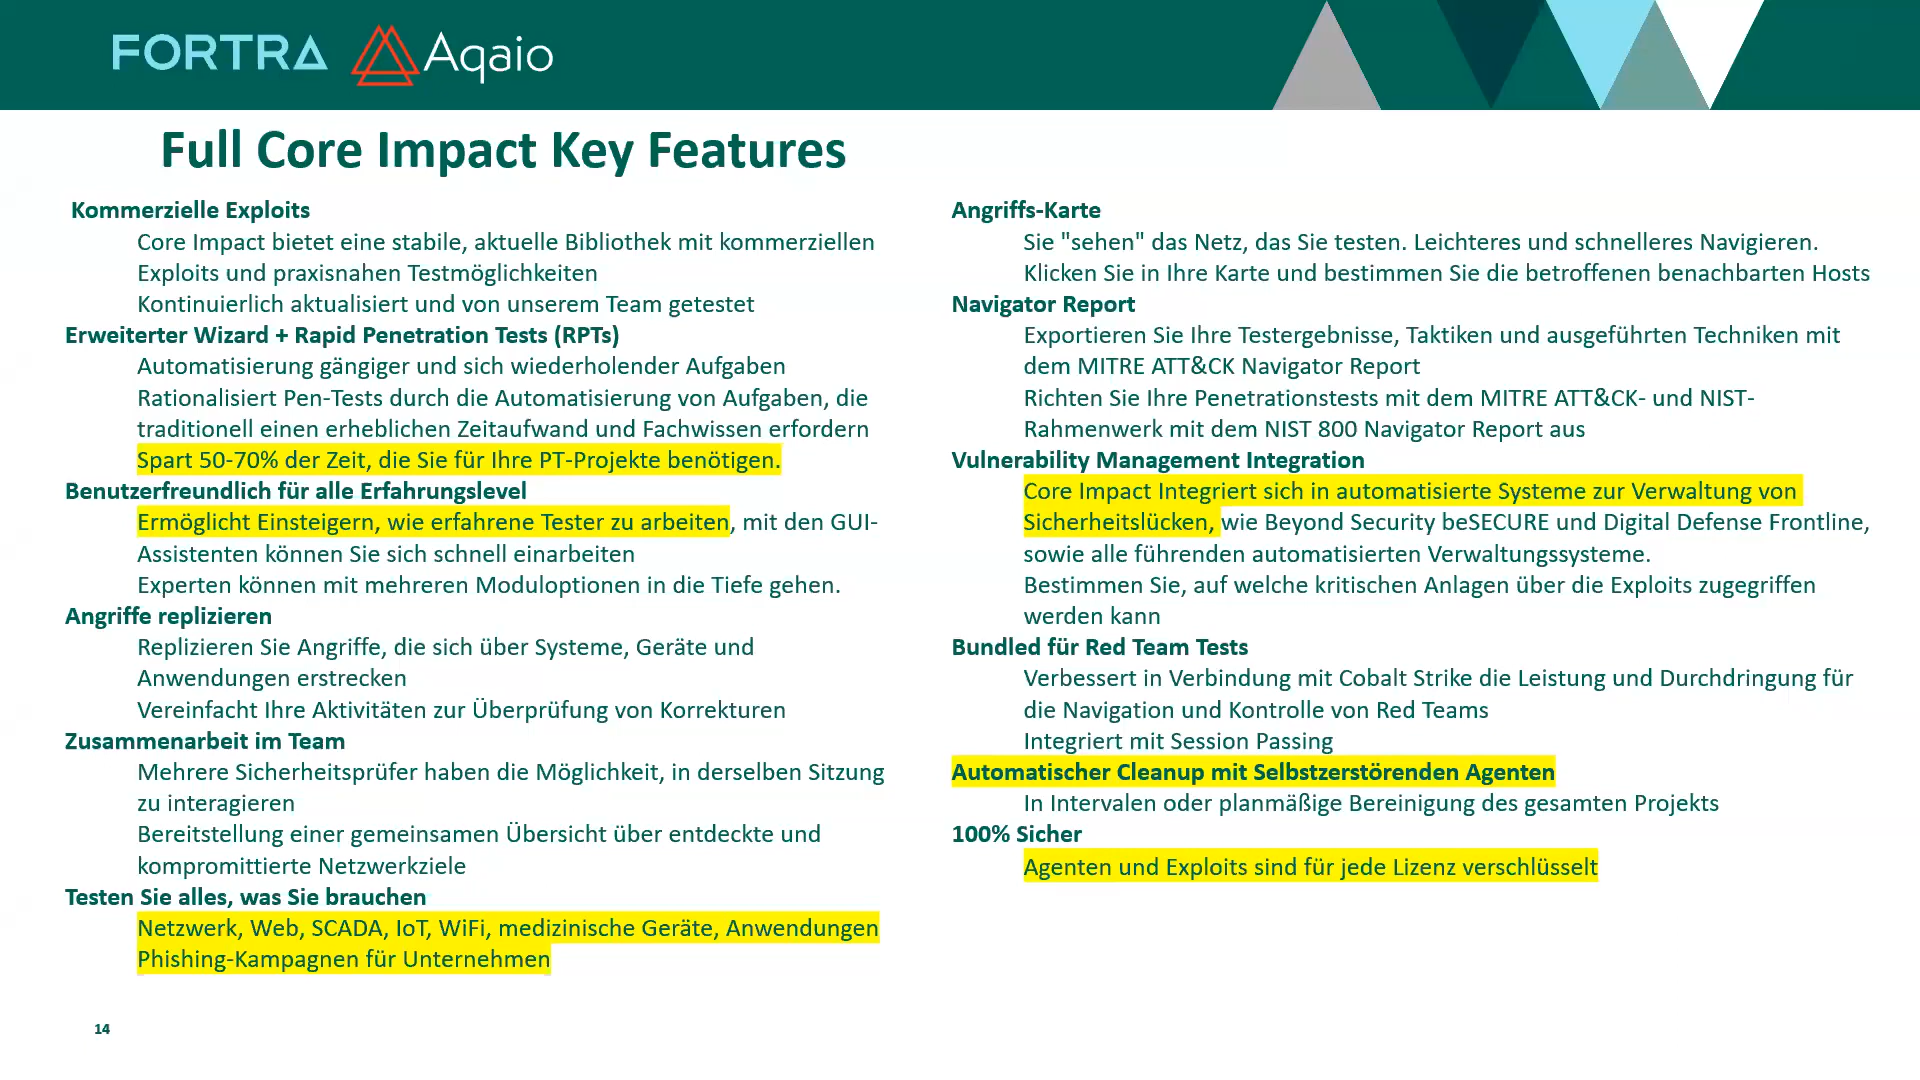 FORTRA Aqaio
Full Core Impact Key Features
Kommerzielle Exploits
Core Impact bietet eine stabile, aktuelle Bibliothek mit kommerziellen
Exploits und praxisnahen Testmöglichkeiten
Kontinuierlich aktualisiert und von unserem Team getestet
Erweiterter Wizard + Rapid Penetration Tests (RPTs)
Automatisierung gängiger und sich wiederholender Aufgaben
Rationalisiert Pen-Tests durch die Automatisierung von Aufgaben, die
traditionell einen erheblichen Zeitaufwand und Fachwissen erfordern
Spart 50-70% der Zeit, die Sie für Ihre PT-Projekte benötigen.
Benutzerfreundlich für alle Erfahrungslevel
Ermöglicht Einsteigern, wie erfahrene Tester zu arbeiten, mit den GUI-
Assistenten können Sie sich schnell einarbeiten
Experten können mit mehreren Moduloptionen in die Tiefe gehen.
Angriffe replizieren
Replizieren Sie Angriffe, die sich über Systeme, Geräte und
Anwendungen erstrecken
Vereinfacht Ihre Aktivitäten zur Überprüfung von Korrekturen
Zusammenarbeit im Team
Mehrere Sicherheitsprüfer haben die Möglichkeit, in derselben Sitzung
zu interagieren
Bereitstellung einer gemeinsamen Übersicht über entdeckte und
kompromittierte Netzwerkziele
Testen Sie alles, was Sie brauchen
Netzwerk, Web, SCADA, IoT, WiFi, medizinische Geräte, Anwendungen
Phishing-Kampagnen für Unternehmen
Angriffs-Karte
Sie "sehen" das Netz, das Sie testen. Leichteres und schnelleres Navigieren.
Klicken Sie in Ihre Karte und bestimmen Sie die betroffenen benachbarten Hosts
Navigator Report
Exportieren Sie Ihre Testergebnisse, Taktiken und ausgeführten Techniken mit
dem MITRE ATT&CK Navigator Report
Richten Sie Ihre Penetrationstests mit dem MITRE ATT&CK- und NIST-
Rahmenwerk mit dem NIST 800 Navigator Report aus
Vulnerability Management Integration
Core Impact Integriert sich in automatisierte Systeme zur Verwaltung von
Sicherheitslücken, wie Beyond Security beSECURE und Digital Defense Frontline,
sowie alle führenden automatisierten Verwaltungssysteme.
Bestimmen Sie, auf welche kritischen Anlagen über die Exploits zugegriffen
werden kann
Bundled für Red Team Tests
Verbessert in Verbindung mit Cobalt Strike die Leistung und Durchdringung für
die Navigation und Kontrolle von Red Teams
Integriert mit Session Passing
Automatischer Cleanup mit Selbstzerstörenden Agenten
In Intervalen oder planmäßige Bereinigung des gesamten Projekts
100% Sicher
Agenten und Exploits sind für jede Lizenz verschlüsselt
14